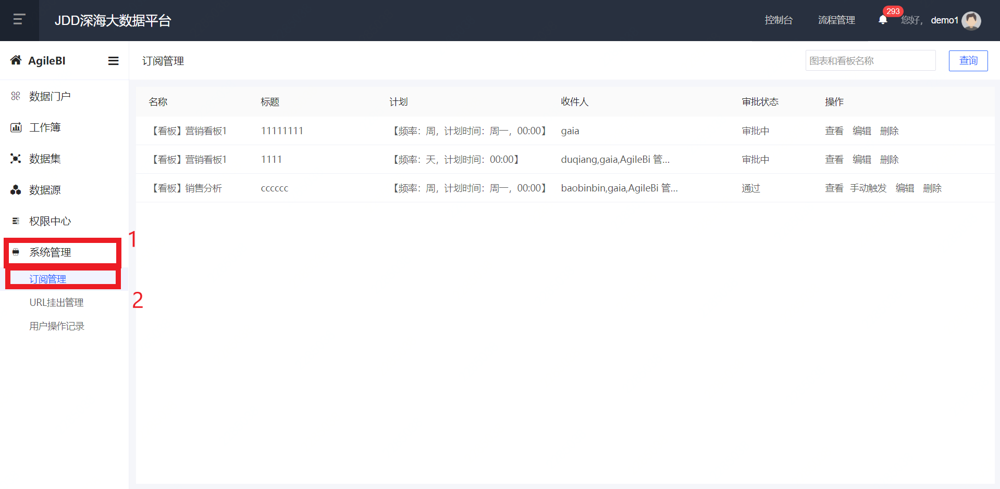 JDD深海大数据平台
控制台 流程管理 293 您好, demo1
AgileBI
订阅管理
图表和看板名称
查询
数据门户
工作簿
数据集
数据源
权限中心
系统管理
1
订阅管理
2
URL挂出管理
用户操作记录
名称 标题 计划 收件人 审批状态 操作
【看板】营销看板1 11111111 【频率：周，计划时间：周一，00:00】 gaia 审批中 查看 编辑 删除
【看板】营销看板1 1111 【频率：天，计划时间：00:00】 duqiang,gaia,AgileBi 管... 审批中 查看 编辑 删除
【看板】销售分析 cccccc 【频率：周，计划时间：周一，00:00】 baobinbin,gaia,AgileBi 管... 通过 查看 手动触发 编辑 删除